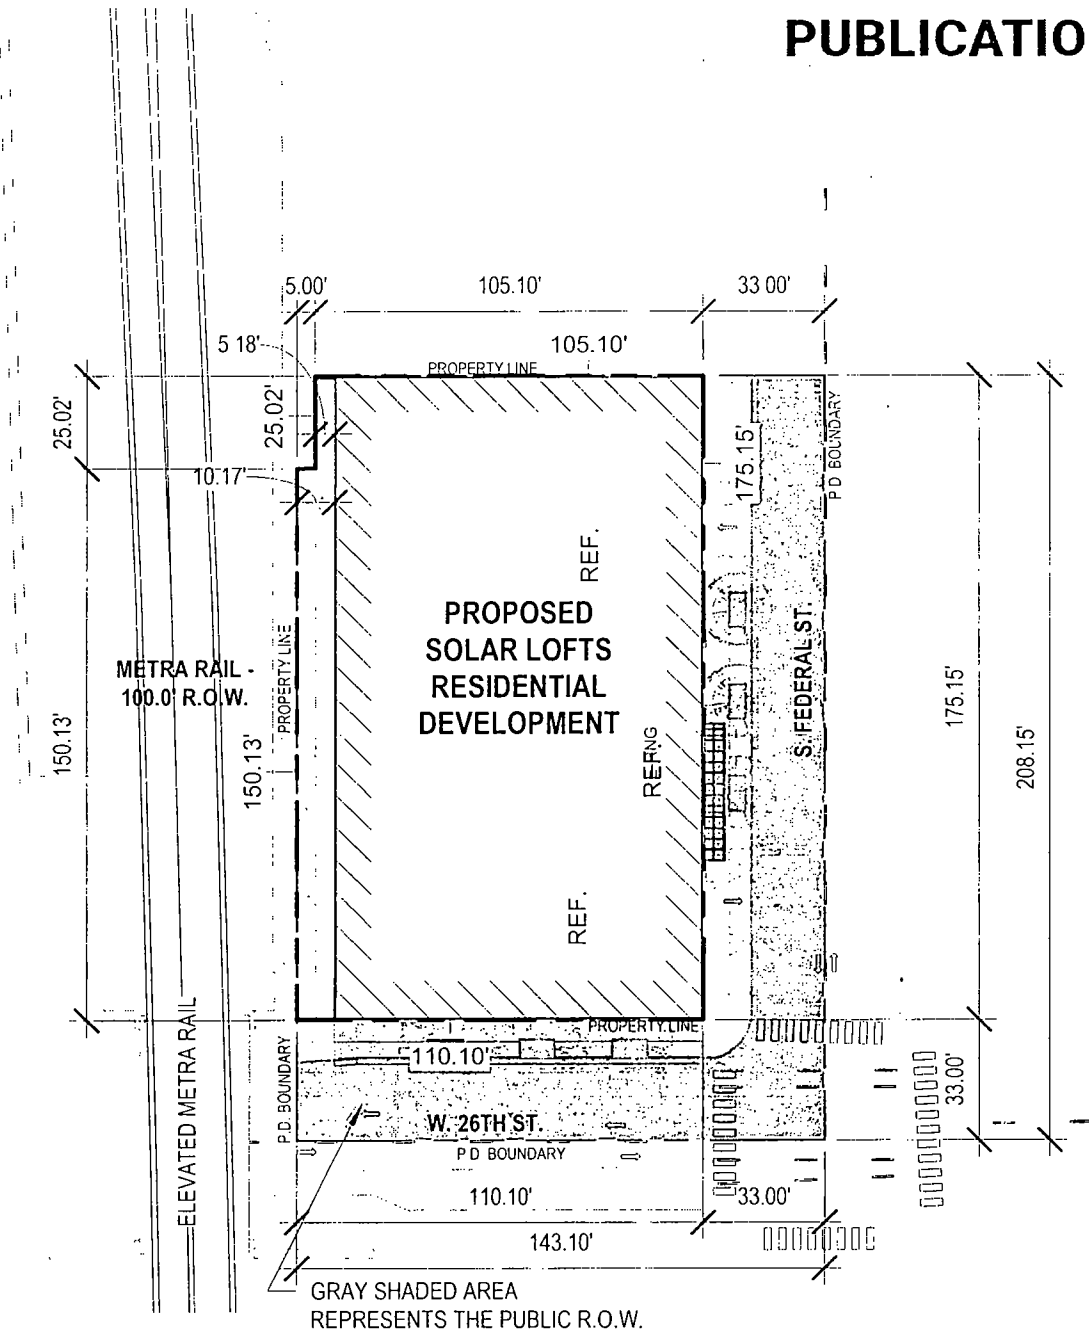 PUBLICATIO
5.00'
105.10'
33 00'
5 18'
105.10'
PROPERTY LINE
25.02'
25.02'
10.17'
175.15'
P D BOUNDARY
REF.
PROPOSED
SOLAR LOFTS
RESIDENTIAL
DEVELOPMENT
S. FEDERAL ST.
METRA RAIL -
100.0' R.O.W.
PROPERTY LINE
150.13'
150.13'
175.15'
208.15'
REF.
REF.
ELEVATED METRA RAIL
PROPERTY LINE
110.10'
P.D. BOUNDARY
33.00'
W. 26TH ST.
P D BOUNDARY
110.10'
33.00'
143.10'
GRAY SHADED AREA
REPRESENTS THE PUBLIC R.O.W.